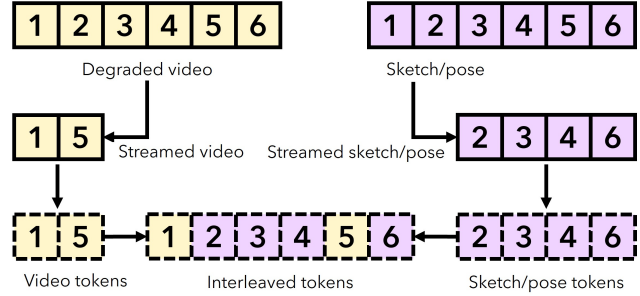 1 2 3 4 5 6 1 2 3 4 5 6
Degraded video Sketch/pose
1 5 2 3 4 6
Streamed video Streamed sketch/pose
1 5 1 2 3 4 5 6 2 3 4 6
Video tokens Interleaved tokens Sketch/pose tokens